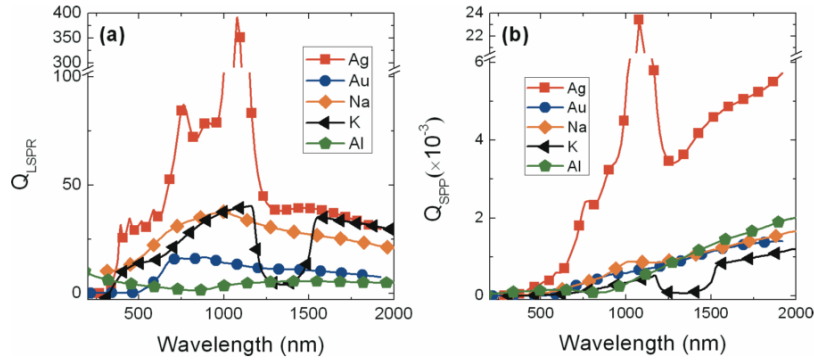 (a)
400
350
300
100
50
0
Q_LSPR
Ag
Au
Na
K
Al
500 1000 1500 2000
Wavelength (nm)
(b)
24
22
20
6
4
2
0
Q_SPP(×10^-3)
Ag
Au
Na
K
Al
500 1000 1500 2000
Wavelength (nm)